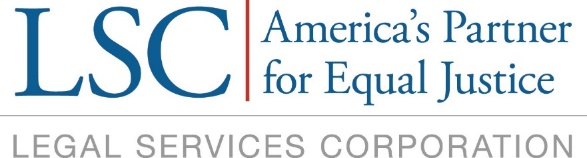 LSC
America's Partner
for Equal Justice
LEGAL SERVICES CORPORATION